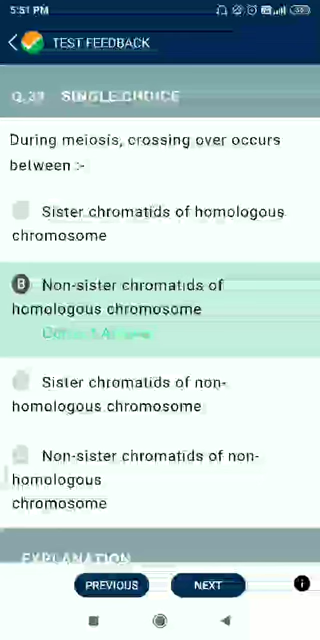 5:51 PM
TEST FEEDBACK
Q.39 SINGLE CHOICE
During meiosis, crossing over occurs
between :-
Sister chromatids of homologous
chromosome
B Non-sister chromatids of
homologous chromosome
Correct Answer
Sister chromatids of non-
homologous chromosome
Non-sister chromatids of non-
homologous
chromosome
EXPLANATION
PREVIOUS NEXT